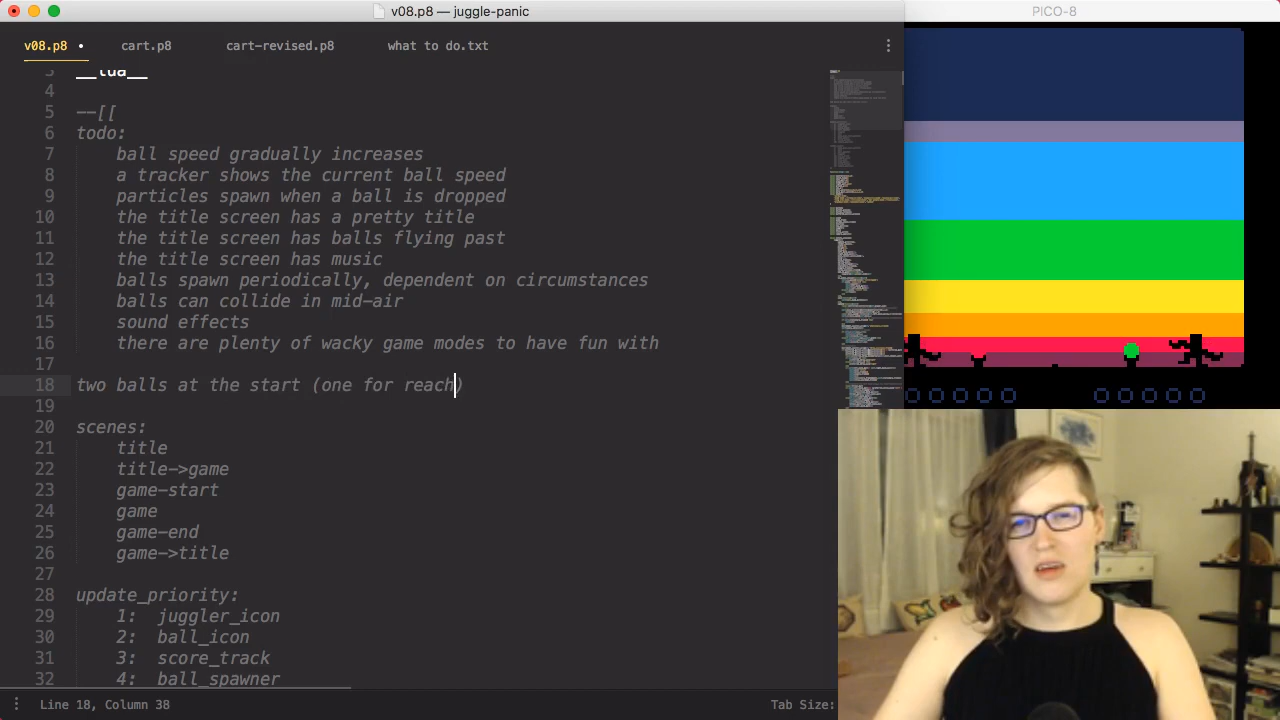 v08.p8 — juggle-panic
PICO-8
v08.p8 • cart.p8 cart-revised.p8 what to do.txt
3 __lua__
4
5 --[[
6 todo:
7 ball speed gradually increases
8 a tracker shows the current ball speed
9 particles spawn when a ball is dropped
10 the title screen has a pretty title
11 the title screen has balls flying past
12 the title screen has music
13 balls spawn periodically, dependent on circumstances
14 balls can collide in mid-air
15 sound effects
16 there are plenty of wacky game modes to have fun with
17
18 two balls at the start (one for reach)
19
20 scenes:
21 title
22 title->game
23 game-start
24 game
25 game-end
26 game->title
27
28 update_priority:
29 1: juggler_icon
30 2: ball_icon
31 3: score_track
32 4: ball_spawner
Line 18, Column 38
Tab Size: